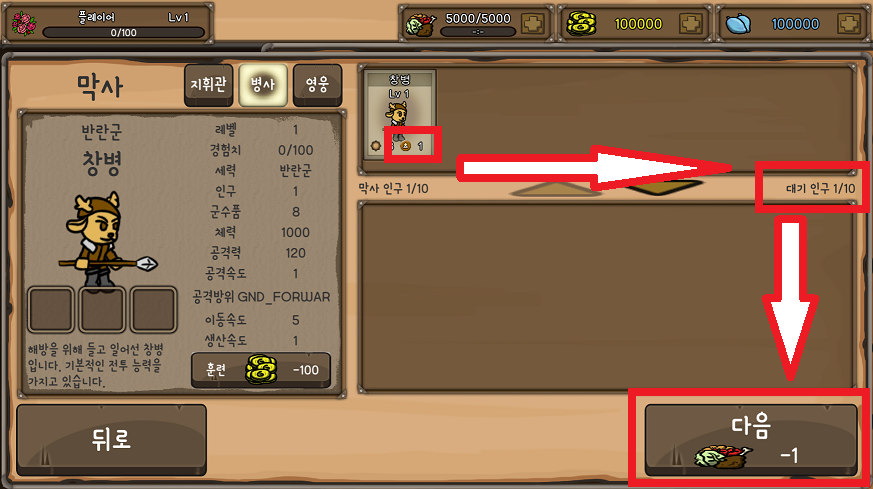 플레이어 Lv 1
0/100
5000/5000
-:-
100000
100000
막사
지휘관
병사
영웅
반란군
창병
레벨 1
경험치 0/100
세력 반란군
인구 1
군수품 8
체력 1000
공격력 120
공격속도 1
공격방위 GND_FORWAR
이동속도 5
생산속도 1
해방을 위해 들고 일어선 창병
입니다. 기본적인 전투 능력을
가지고 있습니다.
훈련 -100
창병
Lv 1
1
막사 인구 1/10
대기 인구 1/10
뒤로
다음
-1